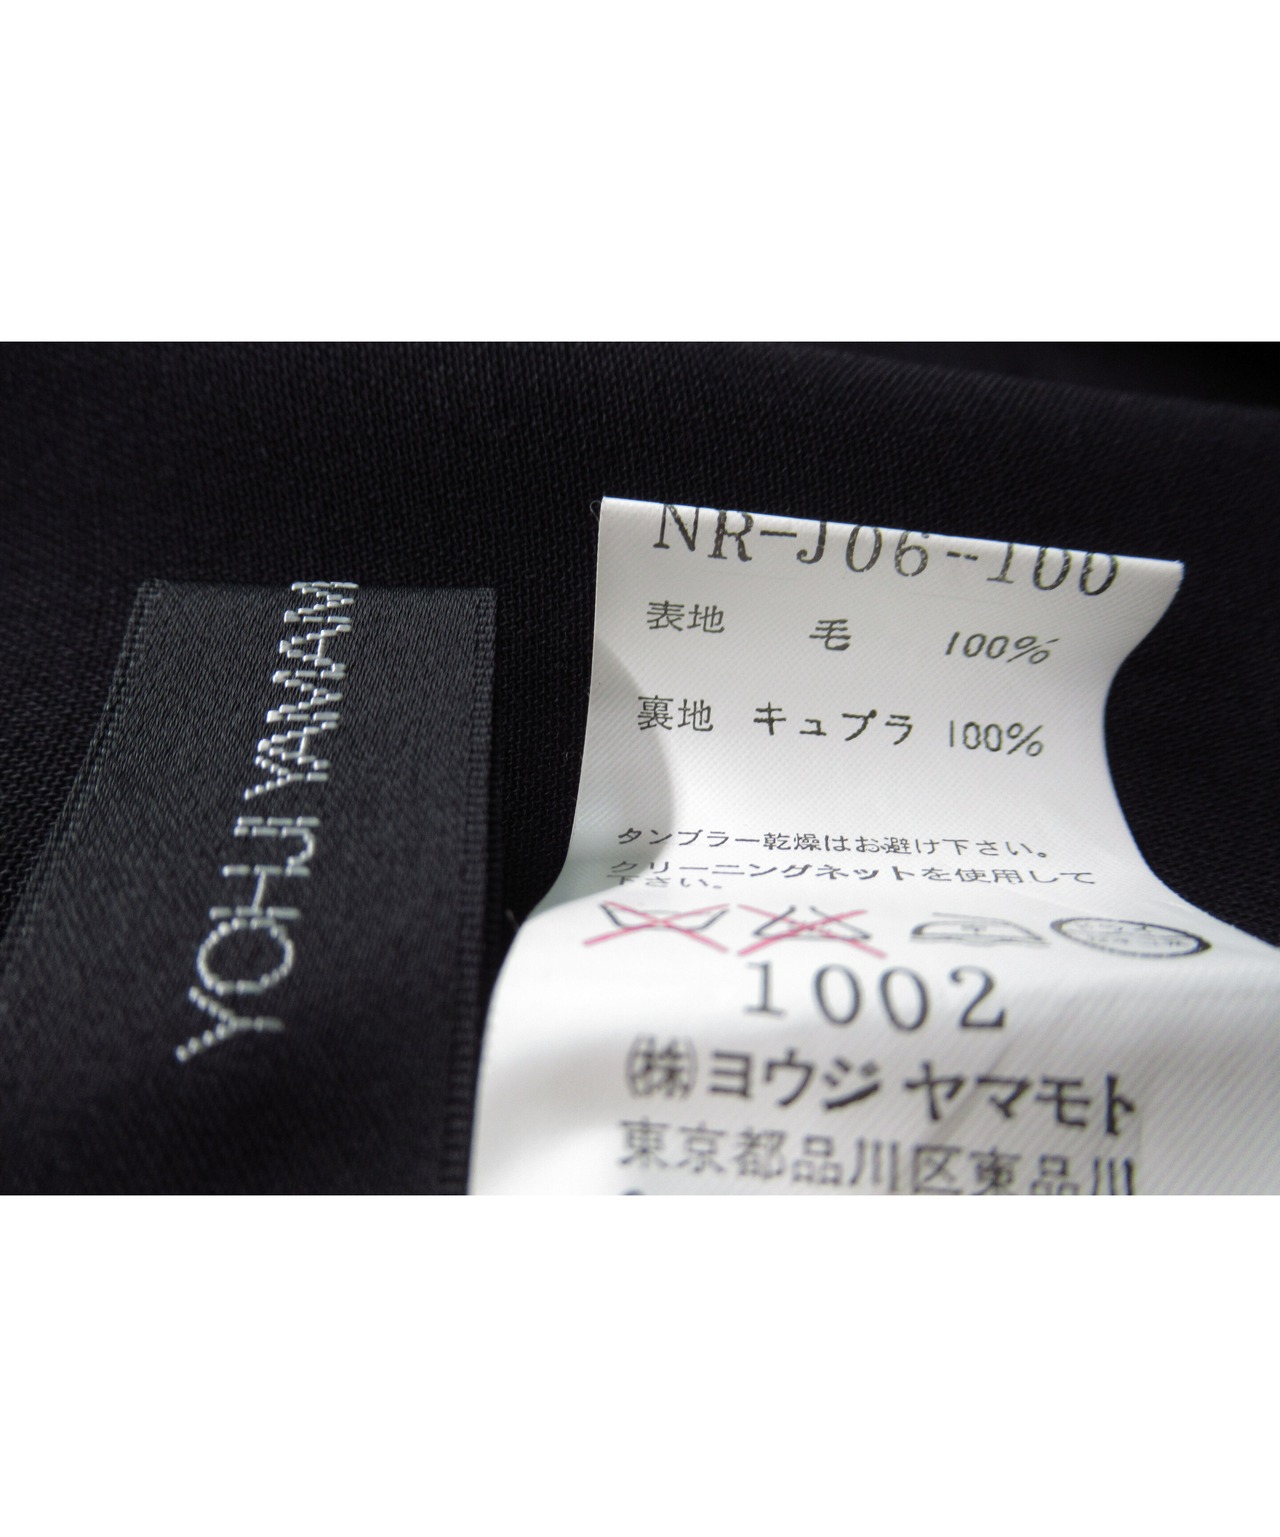 YOHJI YAMAM
NR-J06-100
表地 毛 100%
裏地 キュプラ 100%
タンブラー乾燥はお避け下さい。
クリーニングネットを使用して
下さい。
1002
㈱ヨウジ ヤマモト
東京都品川区東品川